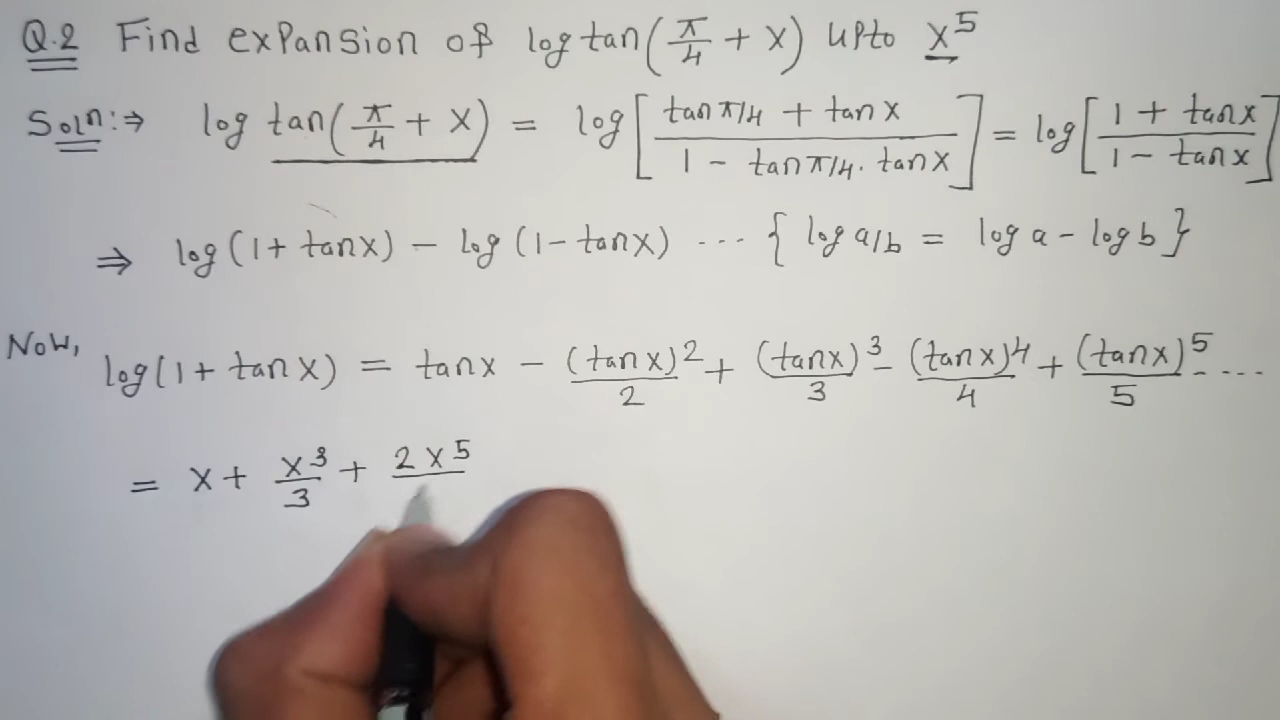 Q.2 Find expansion of log tan(π/4 + x) upto x⁵
Soln:⇒ log tan(π/4 + x) = log[(tan π/4 + tan x)/(1 - tan π/4 . tan x)] = log[(1 + tan x)/(1 - tan x)]
⇒ log(1 + tan x) - log(1 - tan x) ... {log a/b = log a - log b}
Now,
log(1 + tan x) = tan x - (tan x)²/2 + (tan x)³/3 - (tan x)⁴/4 + (tan x)⁵/5 - ....
= x + x³/3 + 2x⁵